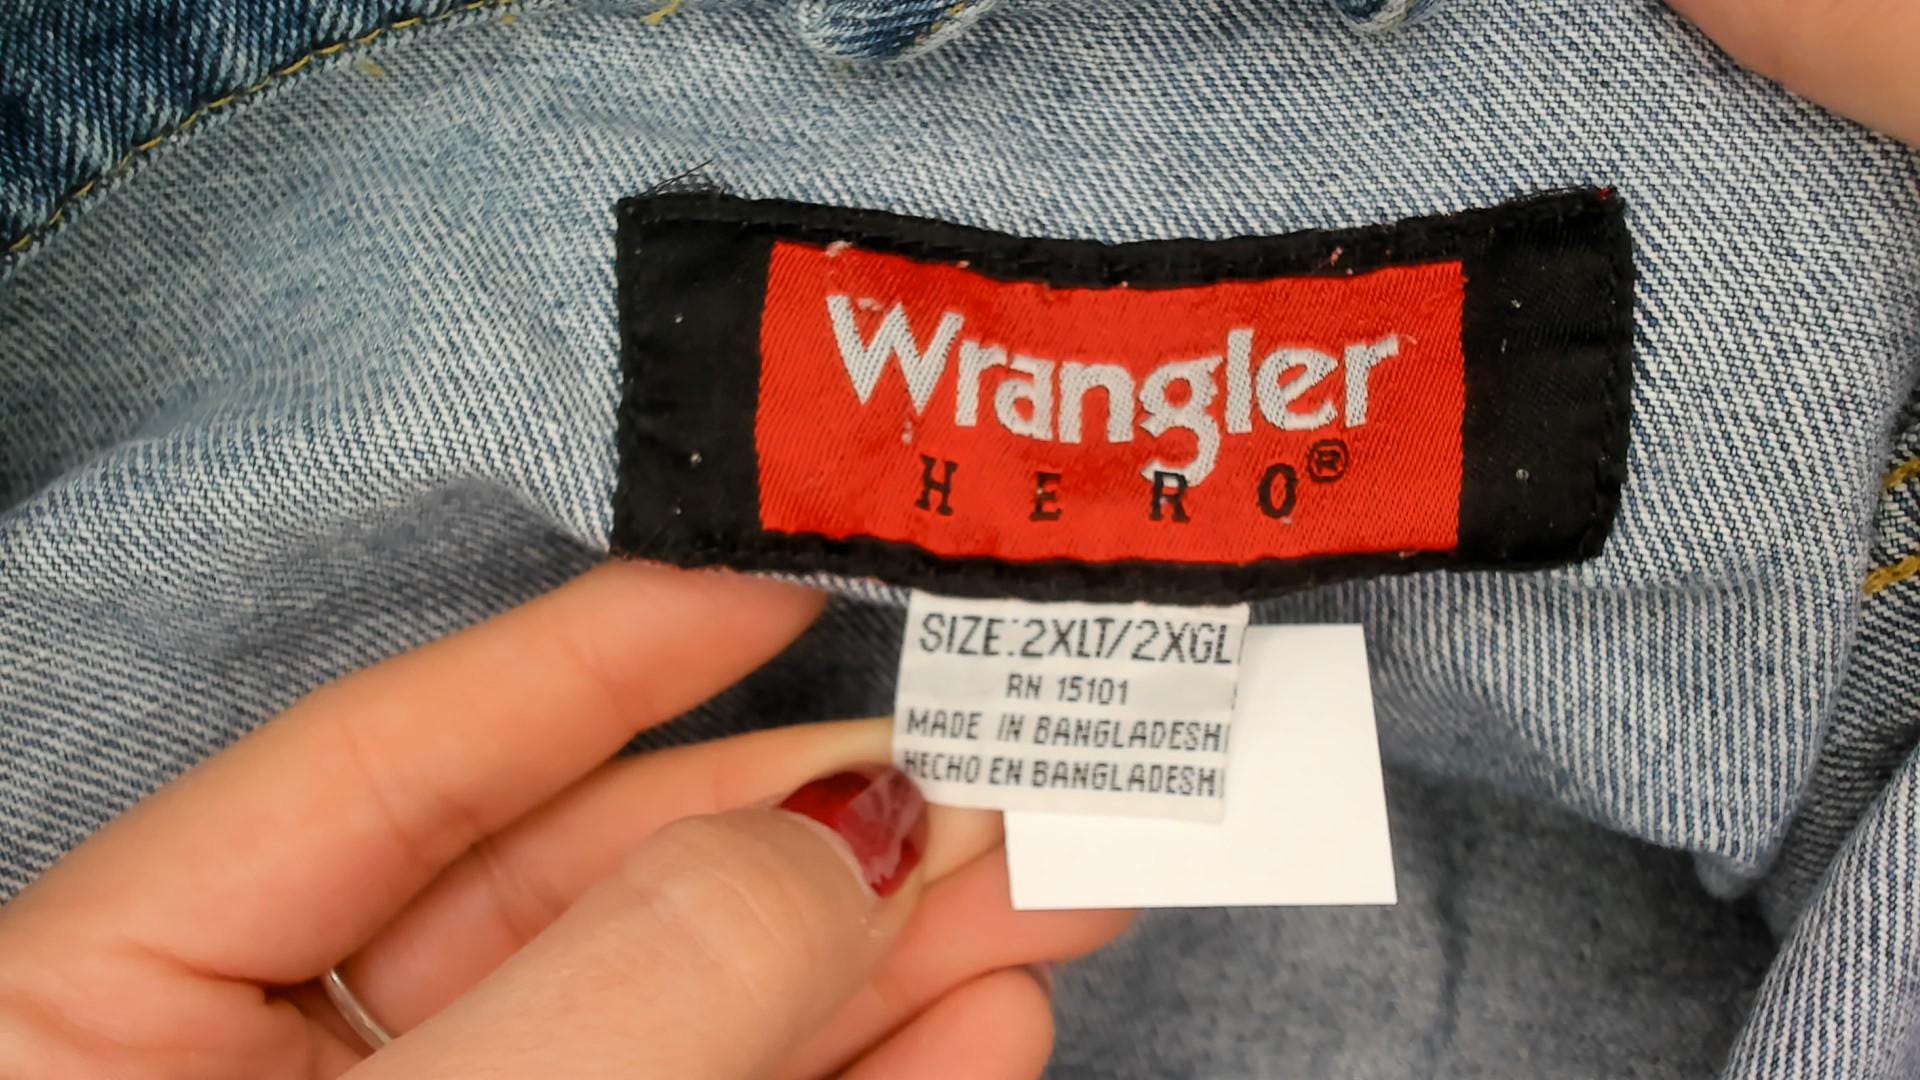 Wrangler
HERO®
SIZE:2XLT/2XGL
RN 15101
MADE IN BANGLADESH
HECHO EN BANGLADESH